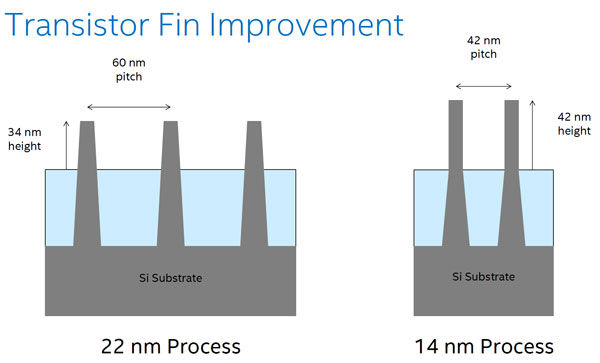 Transistor Fin Improvement
60 nm
pitch
34 nm
height
Si Substrate
22 nm Process
42 nm
pitch
42 nm
height
Si Substrate
14 nm Process